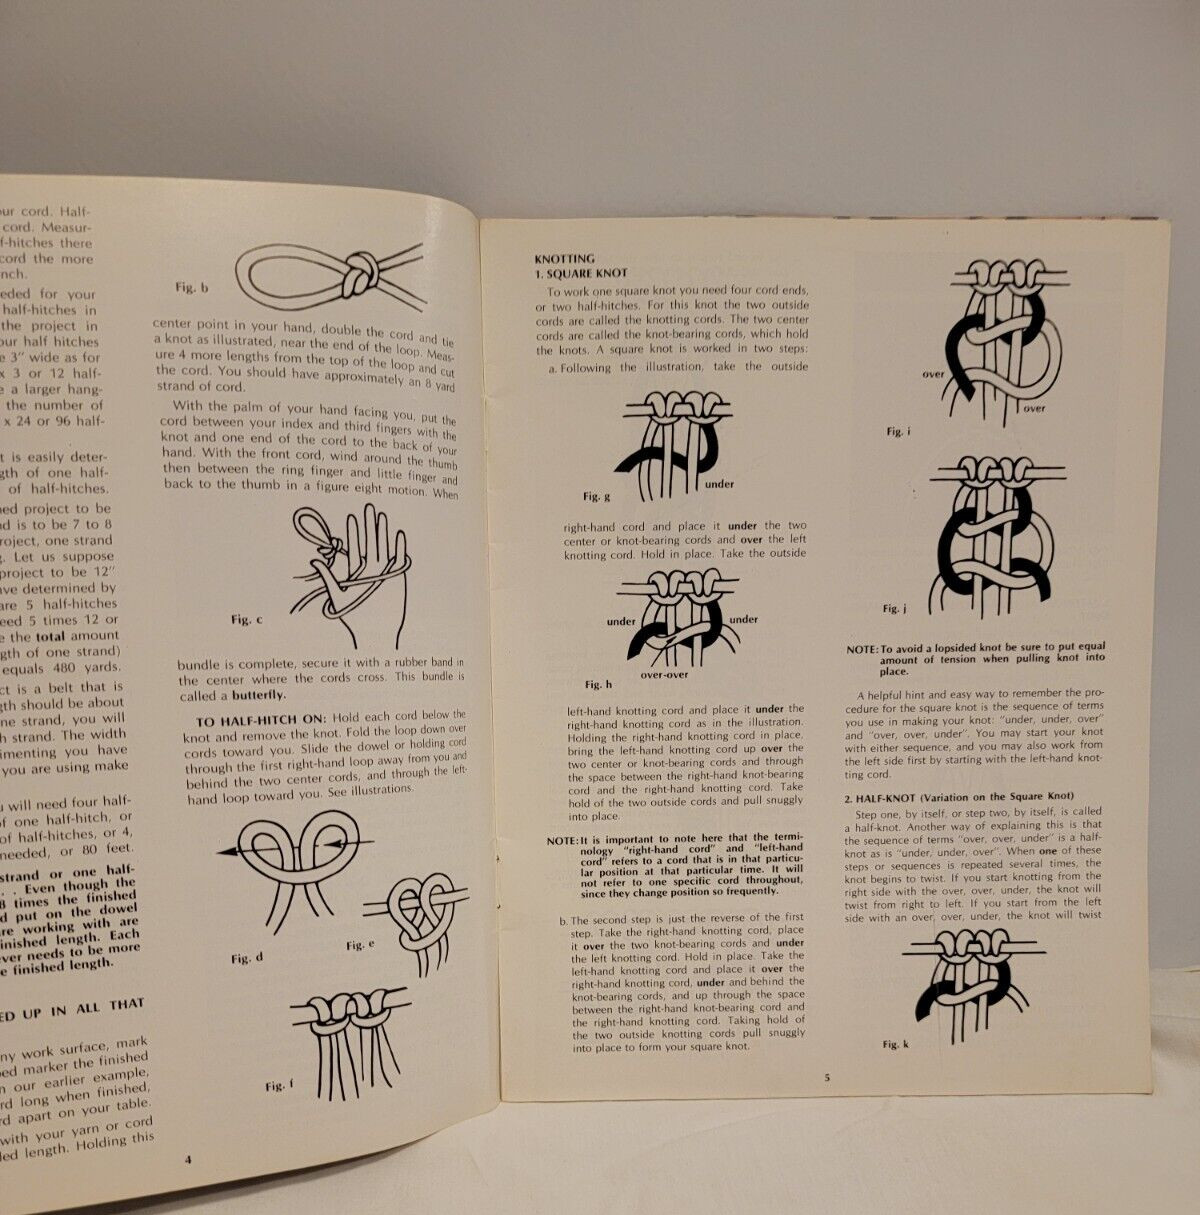 our cord. Half-
cord. Measur-
f-hitches there
cord the more
nch.
eded for your
half-hitches in
the project in
our half hitches
e 3" wide as for
x 3 or 12 half-
e a larger hang-
the number of
x 24 or 96 half-
t is easily deter-
gth of one half-
of half-hitches.
ned project to be
nd is to be 7 to 8
roject, one strand
g. Let us suppose
project to be 12"
ave determined by
are 5 half-hitches
eed 5 times 12 or
e the total amount
gth of one strand)
equals 480 yards.
ct is a belt that is
gth should be about
ne strand, you will
h strand. The width
imenting you have
you are using make
u will need four half-
of one half-hitch, or
of half-hitches, or 4,
needed, or 80 feet.
strand or one half-
. . Even though the
8 times the finished
d put on the dowel
re working with are
inished length. Each
ever needs to be more
e finished length.
ED UP IN ALL THAT
ny work surface, mark
ped marker the finished
n our earlier example,
rd long when finished,
rd apart on your table.
with your yarn or cord
led length. Holding this
Fig. b
center point in your hand, double the cord and tie
a knot as illustrated, near the end of the loop. Meas-
ure 4 more lengths from the top of the loop and cut
the cord. You should have approximately an 8 yard
strand of cord.
With the palm of your hand facing you, put the
cord between your index and third fingers with the
knot and one end of the cord to the back of your
hand. With the front cord, wind around the thumb
then between the ring finger and little finger and
back to the thumb in a figure eight motion. When
Fig. c
bundle is complete, secure it with a rubber band in
the center where the cords cross. This bundle is
called a butterfly.
TO HALF-HITCH ON: Hold each cord below the
knot and remove the knot. Fold the loop down over
cords toward you. Slide the dowel or holding cord
through the first right-hand loop away from you and
behind the two center cords, and through the left-
hand loop toward you. See illustrations.
Fig. d
Fig. e
Fig. f
4
KNOTTING
1. SQUARE KNOT
To work one square knot you need four cord ends,
or two half-hitches. For this knot the two outside
cords are called the knotting cords. The two center
cords are called the knot-bearing cords, which hold
the knots. A square knot is worked in two steps:
a. Following the illustration, take the outside
Fig. g
under
right-hand cord and place it under the two
center or knot-bearing cords and over the left
knotting cord. Hold in place. Take the outside
under
under
over-over
Fig. h
left-hand knotting cord and place it under the
right-hand knotting cord as in the illustration.
Holding the right-hand knotting cord in place,
bring the left-hand knotting cord up over the
two center or knot-bearing cords and through
the space between the right-hand knot-bearing
cord and the right-hand knotting cord. Take
hold of the two outside cords and pull snuggly
into place.
NOTE: It is important to note here that the termi-
nology "right-hand cord" and "left-hand
cord" refers to a cord that is in that particu-
lar position at that particular time. It will
not refer to one specific cord throughout,
since they change position so frequently.
b. The second step is just the reverse of the first
step. Take the right-hand knotting cord, place
it over the two knot-bearing cords and under
the left knotting cord. Hold in place. Take the
left-hand knotting cord and place it over the
right-hand knotting cord, under and behind the
knot-bearing cords, and up through the space
between the right-hand knot-bearing cord and
the right-hand knotting cord. Taking hold of
the two outside knotting cords pull snuggly
into place to form your square knot.
over
over
Fig. i
Fig. j
NOTE: To avoid a lopsided knot be sure to put equal
amount of tension when pulling knot into
place.
A helpful hint and easy way to remember the pro-
cedure for the square knot is the sequence of terms
you use in making your knot: "under, under, over"
and "over, over, under". You may start your knot
with either sequence, and you may also work from
the left side first by starting with the left-hand knot-
ting cord.
2. HALF-KNOT (Variation on the Square Knot)
Step one, by itself, or step two, by itself, is called
a half-knot. Another way of explaining this is that
the sequence of terms "over, over, under" is a half-
knot as is "under, under, over". When one of these
steps or sequences is repeated several times, the
knot begins to twist. If you start knotting from the
right side with the over, over, under, the knot will
twist from right to left. If you start from the left
side with an over, over, under, the knot will twist
Fig. k
5